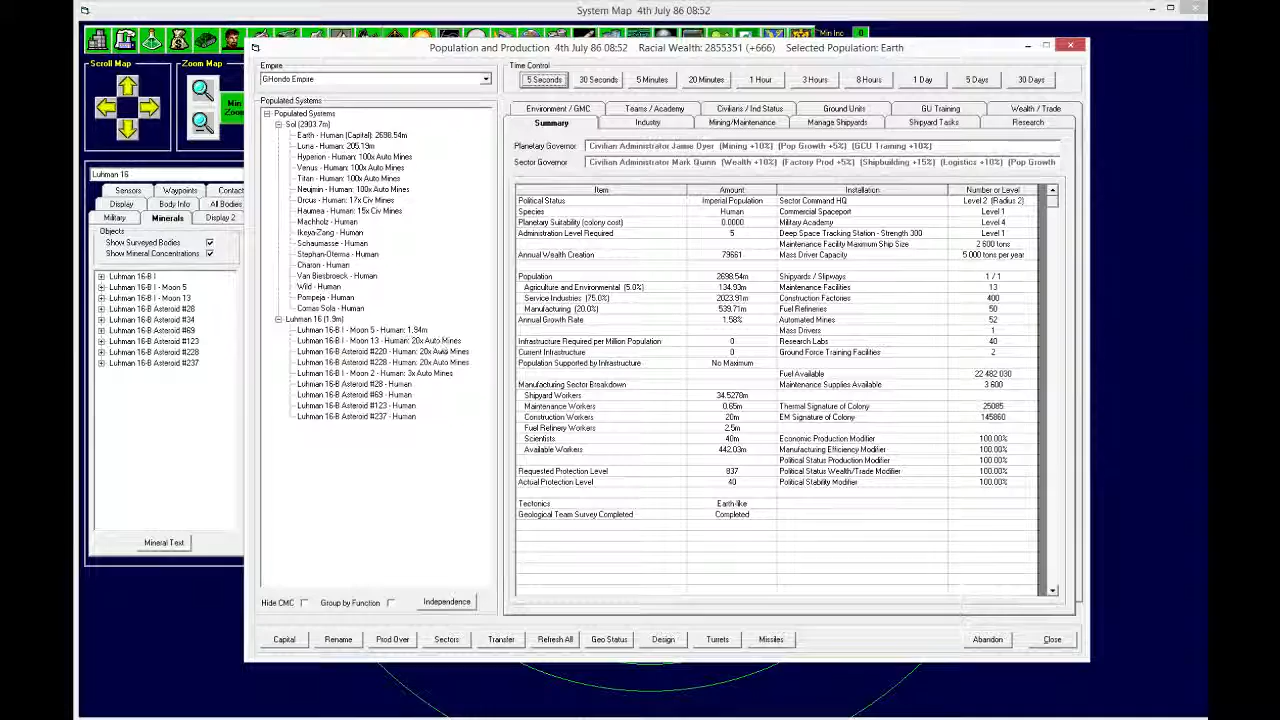 System Map 4th July 86 08:52
Min Inc
Scroll Map
Zoom Map
Luhman 16
Sensors
Waypoints
Contact
Display
Body Info
All Bodies
Military
Minerals
Display 2
Objects
Show Surveyed Bodies
Show Mineral Concentrations
Luhman 16-B I
Luhman 16-B I - Moon 5
Luhman 16-B I - Moon 13
Luhman 16-B Asteroid #28
Luhman 16-B Asteroid #34
Luhman 16-B Asteroid #69
Luhman 16-B Asteroid #123
Luhman 16-B Asteroid #228
Luhman 16-B Asteroid #237
Mineral Text
Population and Production 4th July 86 08:52 Racial Wealth: 2855351 (+666) Selected Population: Earth
Empire
GHondo Empire
Populated Systems
Populated Systems
Sol (2903.7m)
Earth - Human (Capital): 2698.54m
Luna - Human: 205.19m
Hyperion - Human: 100x Auto Mines
Venus - Human: 100x Auto Mines
Titan - Human: 100x Auto Mines
Neujmin - Human: 100x Auto Mines
Orcus - Human: 17x Civ Mines
Haumea - Human: 15x Civ Mines
Machholz - Human
Ikeya-Zang - Human
Schaumasse - Human
Stephan-Oterma - Human
Charon - Human
Van Biesbroeck - Human
Wild - Human
Pompeja - Human
Comas Sola - Human
Luhman 16 (1.9m)
Luhman 16-B I - Moon 5 - Human: 1.94m
Luhman 16-B I - Moon 13 - Human: 20x Auto Mines
Luhman 16-B Asteroid #220 - Human: 20x Auto Mines
Luhman 16-B Asteroid #228 - Human: 20x Auto Mines
Luhman 16-B I - Moon 2 - Human: 3x Auto Mines
Luhman 16-B Asteroid #28 - Human
Luhman 16-B Asteroid #69 - Human
Luhman 16-B Asteroid #123 - Human
Luhman 16-B Asteroid #237 - Human
Hide CMC
Group by Function
Independence
Time Control
5 Seconds 30 Seconds 5 Minutes 20 Minutes 1 Hour 3 Hours 8 Hours 1 Day 5 Days 30 Days
Environment / GMC Teams / Academy Civilians / Ind Status Ground Units GU Training Wealth / Trade
Summary Industry Mining/Maintenance Manage Shipyards Shipyard Tasks Research
Planetary Governor Civilian Administrator Jaime Dyer (Mining +10%) (Pop Growth +5%) (GCU Training +10%)
Sector Governor Civilian Administrator Mark Quinn (Wealth +10%) (Factory Prod +5%) (Shipbuilding +15%) (Logistics +10%) (Pop Growth
Item Amount Installation Number or Level
Political Status Imperial Population Sector Command HQ Level 2 (Radius 2)
Species Human Commercial Spaceport Level 1
Planetary Suitability (colony cost) 0.0000 Military Academy Level 4
Administration Level Required 5 Deep Space Tracking Station - Strength 300 Level 1
Maintenance Facility Maximum Ship Size 2 600 tons
Annual Wealth Creation 79661 Mass Driver Capacity 5 000 tons per year
Population 2698.54m Shipyards / Slipways 1 / 1
Agriculture and Environmental (5.0%) 134.93m Maintenance Facilities 13
Service Industries (75.0%) 2023.91m Construction Factories 400
Manufacturing (20.0%) 539.71m Fuel Refineries 50
Annual Growth Rate 1.58% Automated Mines 52
Mass Drivers 1
Infrastructure Required per Million Population 0 Research Labs 40
Current Infrastructure 0 Ground Force Training Facilities 2
Population Supported by Infrastructure No Maximum
Fuel Available 22 482 030
Manufacturing Sector Breakdown Maintenance Supplies Available 3 600
Shipyard Workers 34.5278m
Maintenance Workers 0.65m Thermal Signature of Colony 25085
Construction Workers 20m EM Signature of Colony 145860
Fuel Refinery Workers 2.5m
Scientists 40m Economic Production Modifier 100.00%
Available Workers 442.03m Manufacturing Efficiency Modifier 100.00%
Political Status Production Modifier 100.00%
Requested Protection Level 837 Political Status Wealth/Trade Modifier 100.00%
Actual Protection Level 40 Political Stability Modifier 100.00%
Tectonics Earth-like
Geological Team Survey Completed Completed
Capital Rename Prod Over Sectors Transfer Refresh All Geo Status Design Turrets Missiles Abandon Close